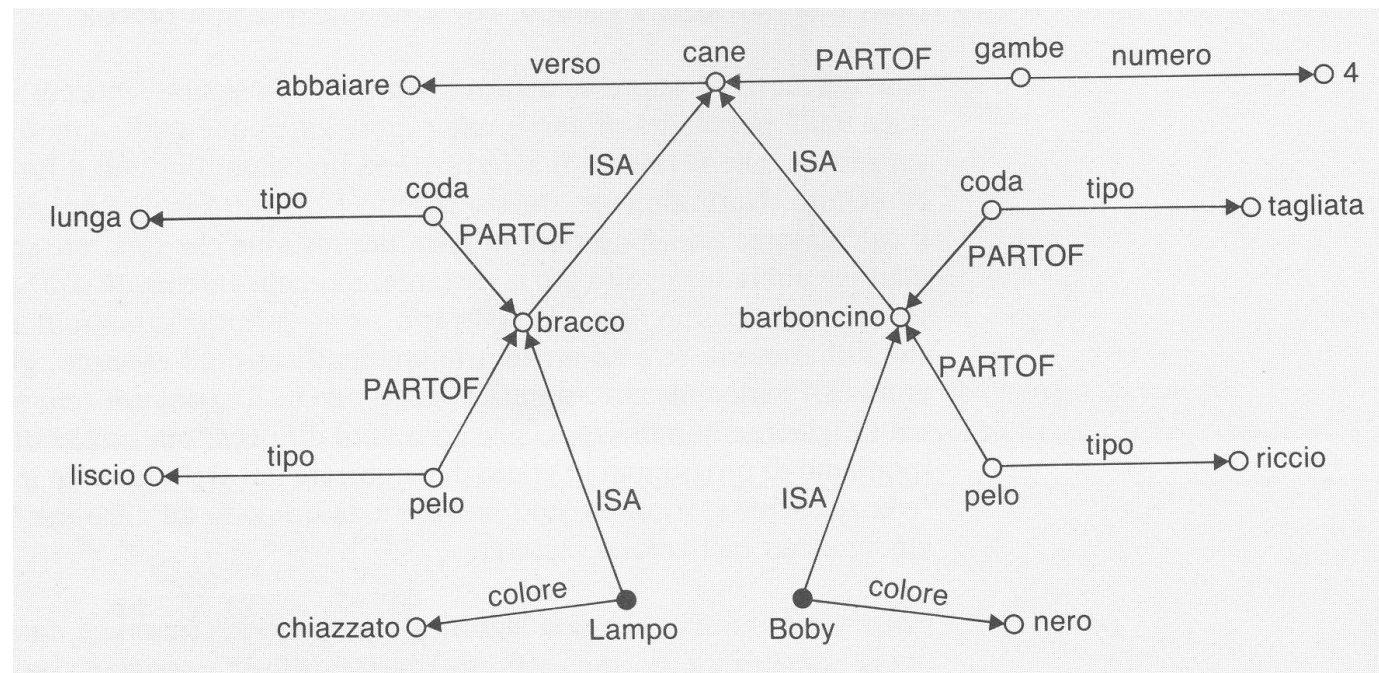 cane
gambe
abbaiare
verso
PARTOF
numero
4
ISA
ISA
lunga
tipo
coda
PARTOF
coda
tipo
tagliata
PARTOF
bracco
barboncino
PARTOF
PARTOF
liscio
tipo
pelo
pelo
tipo
riccio
ISA
ISA
chiazzato
colore
Lampo
Boby
colore
nero